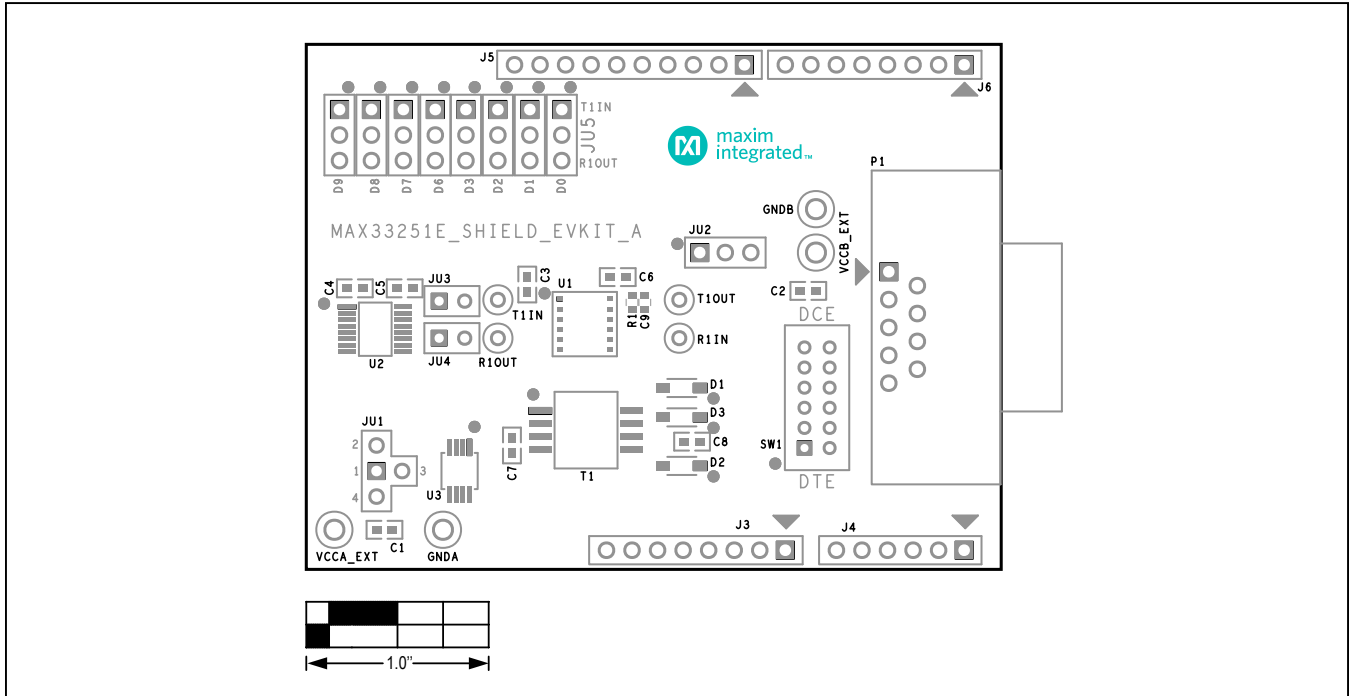 J5
J6
T1IN
JU5
R1OUT
D9
D8
D7
D6
D3
D2
D1
D0
maxim
integrated™
P1
GNDB
VCCB_EXT
MAX33251E_SHIELD_EVKIT_A
JU2
C4
C5
JU3
C3
U1
C6
C2
T1IN
R1
C9
T1OUT
DCE
U2
JU4
R1OUT
R1IN
D1
D3
C8
D2
SW1
DTE
JU1
2
1
3
4
U3
C7
T1
VCCA_EXT
C1
GNDA
J3
J4
1.0”